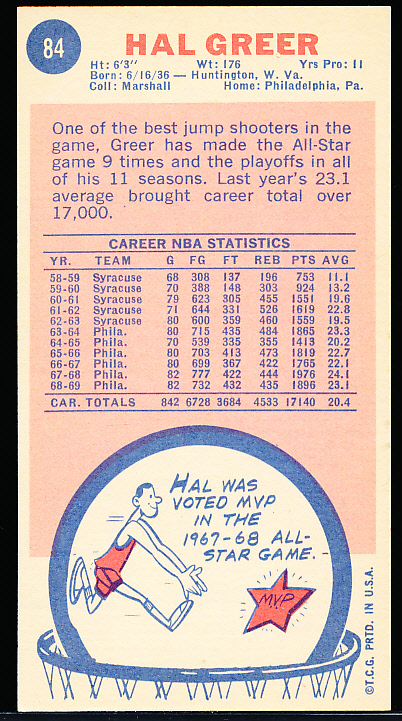 84
HAL GREER
Ht: 6'3" Wt: 176 Yrs Pro: 11
Born: 6/16/36 — Huntington, W. Va.
Coll: Marshall Home: Philadelphia, Pa.
One of the best jump shooters in the
game, Greer has made the All-Star
game 9 times and the playoffs in all
of his 11 seasons. Last year's 23.1
average brought career total over
17,000.
CAREER NBA STATISTICS
YR. TEAM G FG FT REB PTS AVG
58-59 Syracuse 68 308 137 196 753 11.1
59-60 Syracuse 70 388 148 303 924 13.2
60-61 Syracuse 79 623 305 455 1551 19.6
61-62 Syracuse 71 644 331 526 1619 22.8
62-63 Syracuse 80 600 359 460 1559 19.5
63-64 Phila. 80 715 435 484 1865 23.3
64-65 Phila. 70 539 335 355 1413 20.2
65-66 Phila. 80 703 413 473 1819 22.7
66-67 Phila. 80 699 367 422 1765 22.1
67-68 Phila. 82 777 422 444 1976 24.1
68-69 Phila. 82 732 432 435 1896 23.1
CAR. TOTALS 842 6728 3684 4533 17140 20.4
HAL WAS
VOTED MVP
IN THE
1967-68 ALL-
STAR GAME.
MVP
©T.C.G. PRTD. IN U.S.A.